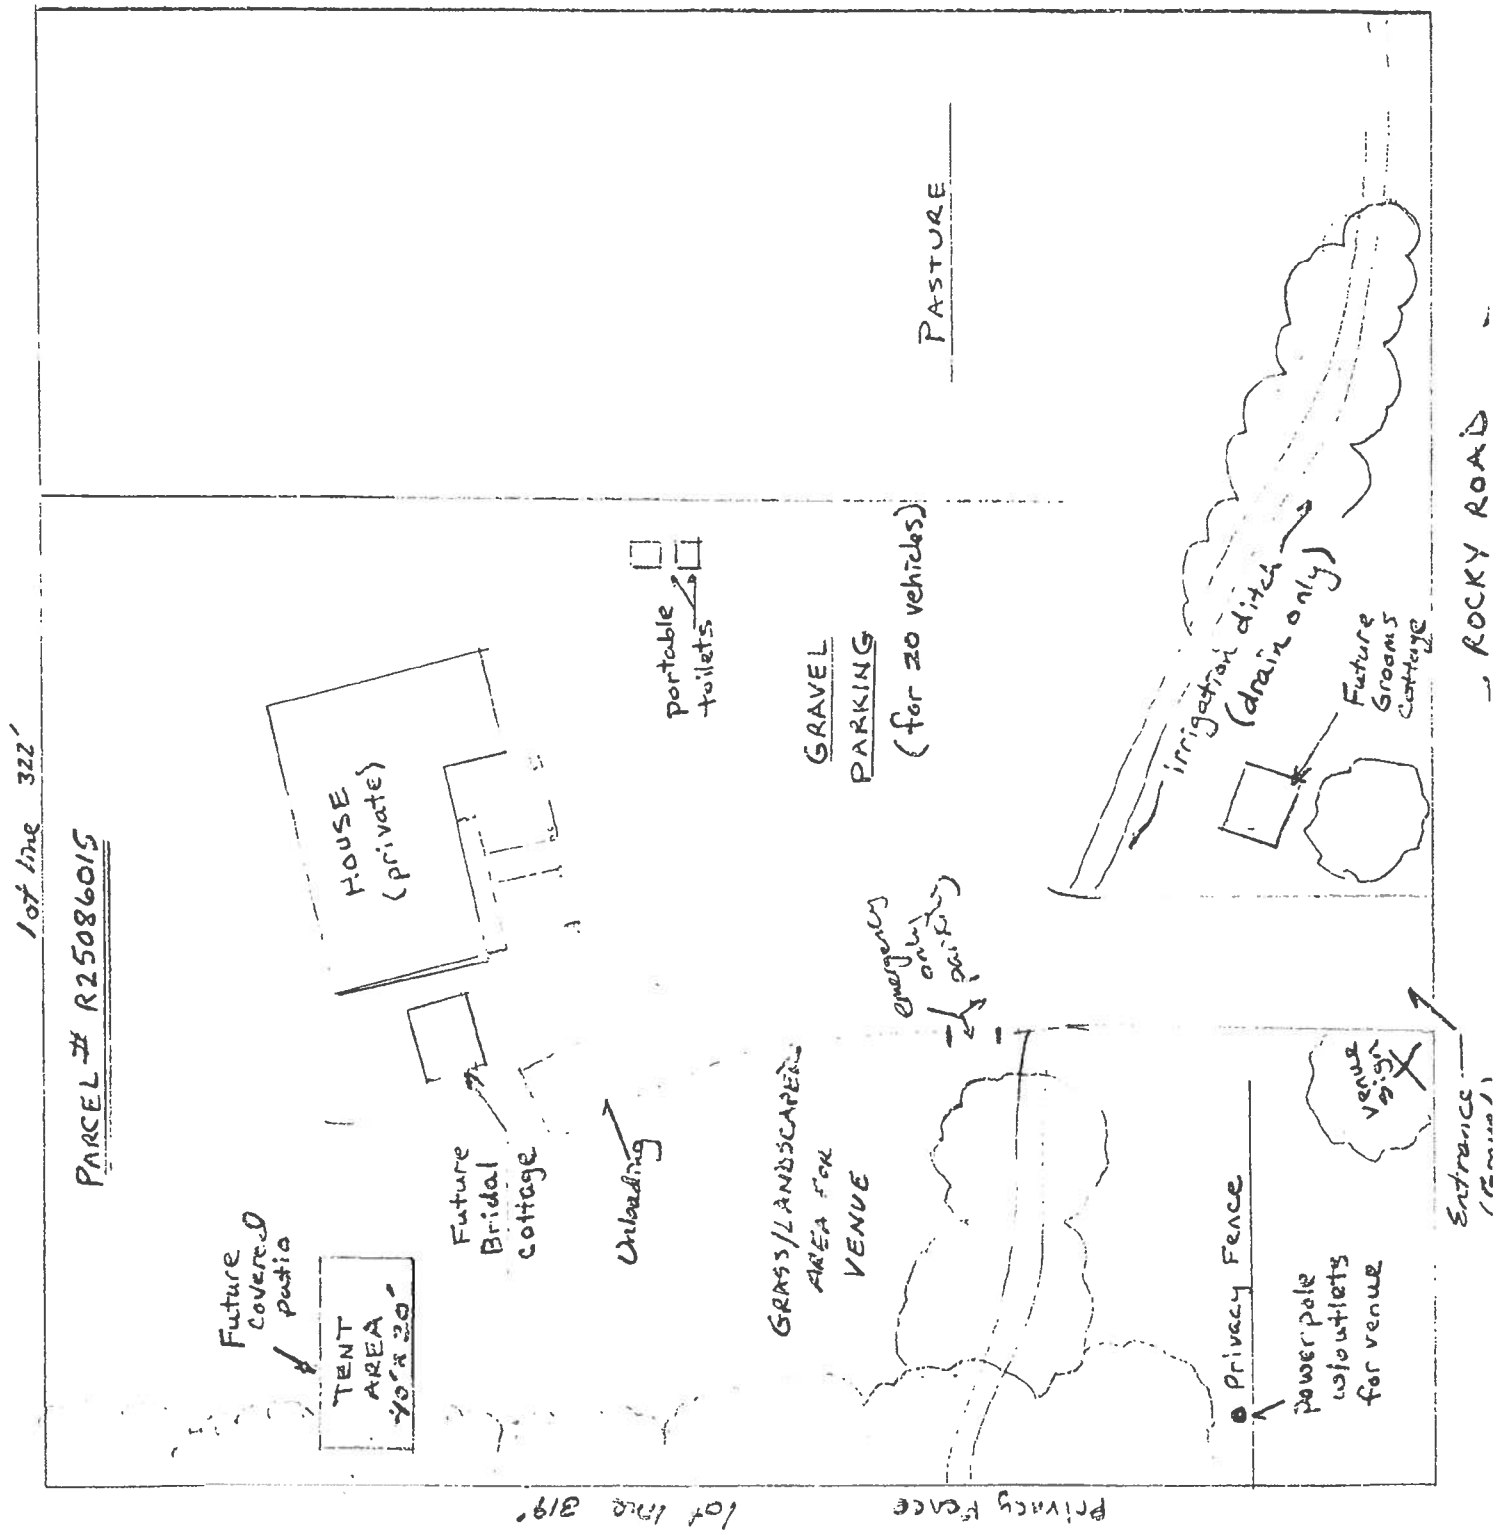 lot line 322'
PARCEL # R25086015
HOUSE
(private)
PASTURE
portable
toilets
GRAVEL
PARKING
(for 20 vehicles)
irrigation ditch
(drain only)
Future
Grooms
Cottage
ROCKY ROAD
Future
Covered
patio
TENT
AREA
40' x 20'
Future
Bridal
Cottage
Unloading
GRASS/LANDSCAPED
AREA FOR
VENUE
emergency
only
parking
Privacy Fence
power pole
w/outlets
for venue
venue
sign
Entrance
lot line 319'
Privacy Fence